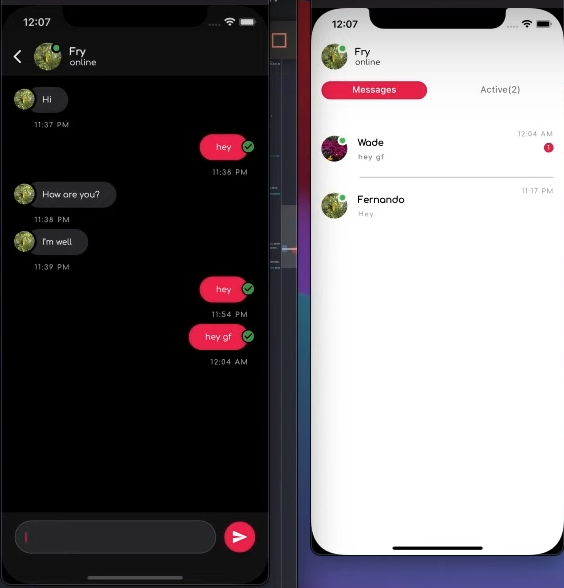 12:07
Fry
online
Hi
11:37 PM
hey
11:38 PM
How are you?
11:38 PM
I'm well
11:39 PM
hey
11:54 PM
hey gf
12:04 AM
12:07
Fry
online
Messages
Active(2)
12:04 AM
Wade
1
hey gf
11:17 PM
Fernando
Hey